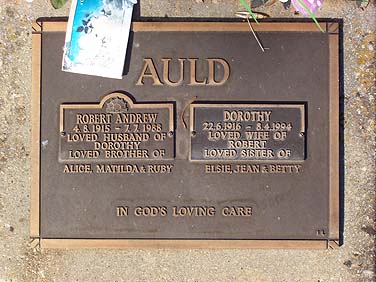 AULD
ROBERT ANDREW
4.8.1915 - 7.7.1988
LOVED HUSBAND OF
DOROTHY
LOVED BROTHER OF
ALICE, MATILDA & RUBY
DOROTHY
22.6.1916 - 8.4.1994
LOVED WIFE OF
ROBERT
LOVED SISTER OF
ELSIE, JEAN & BETTY
IN GOD'S LOVING CARE